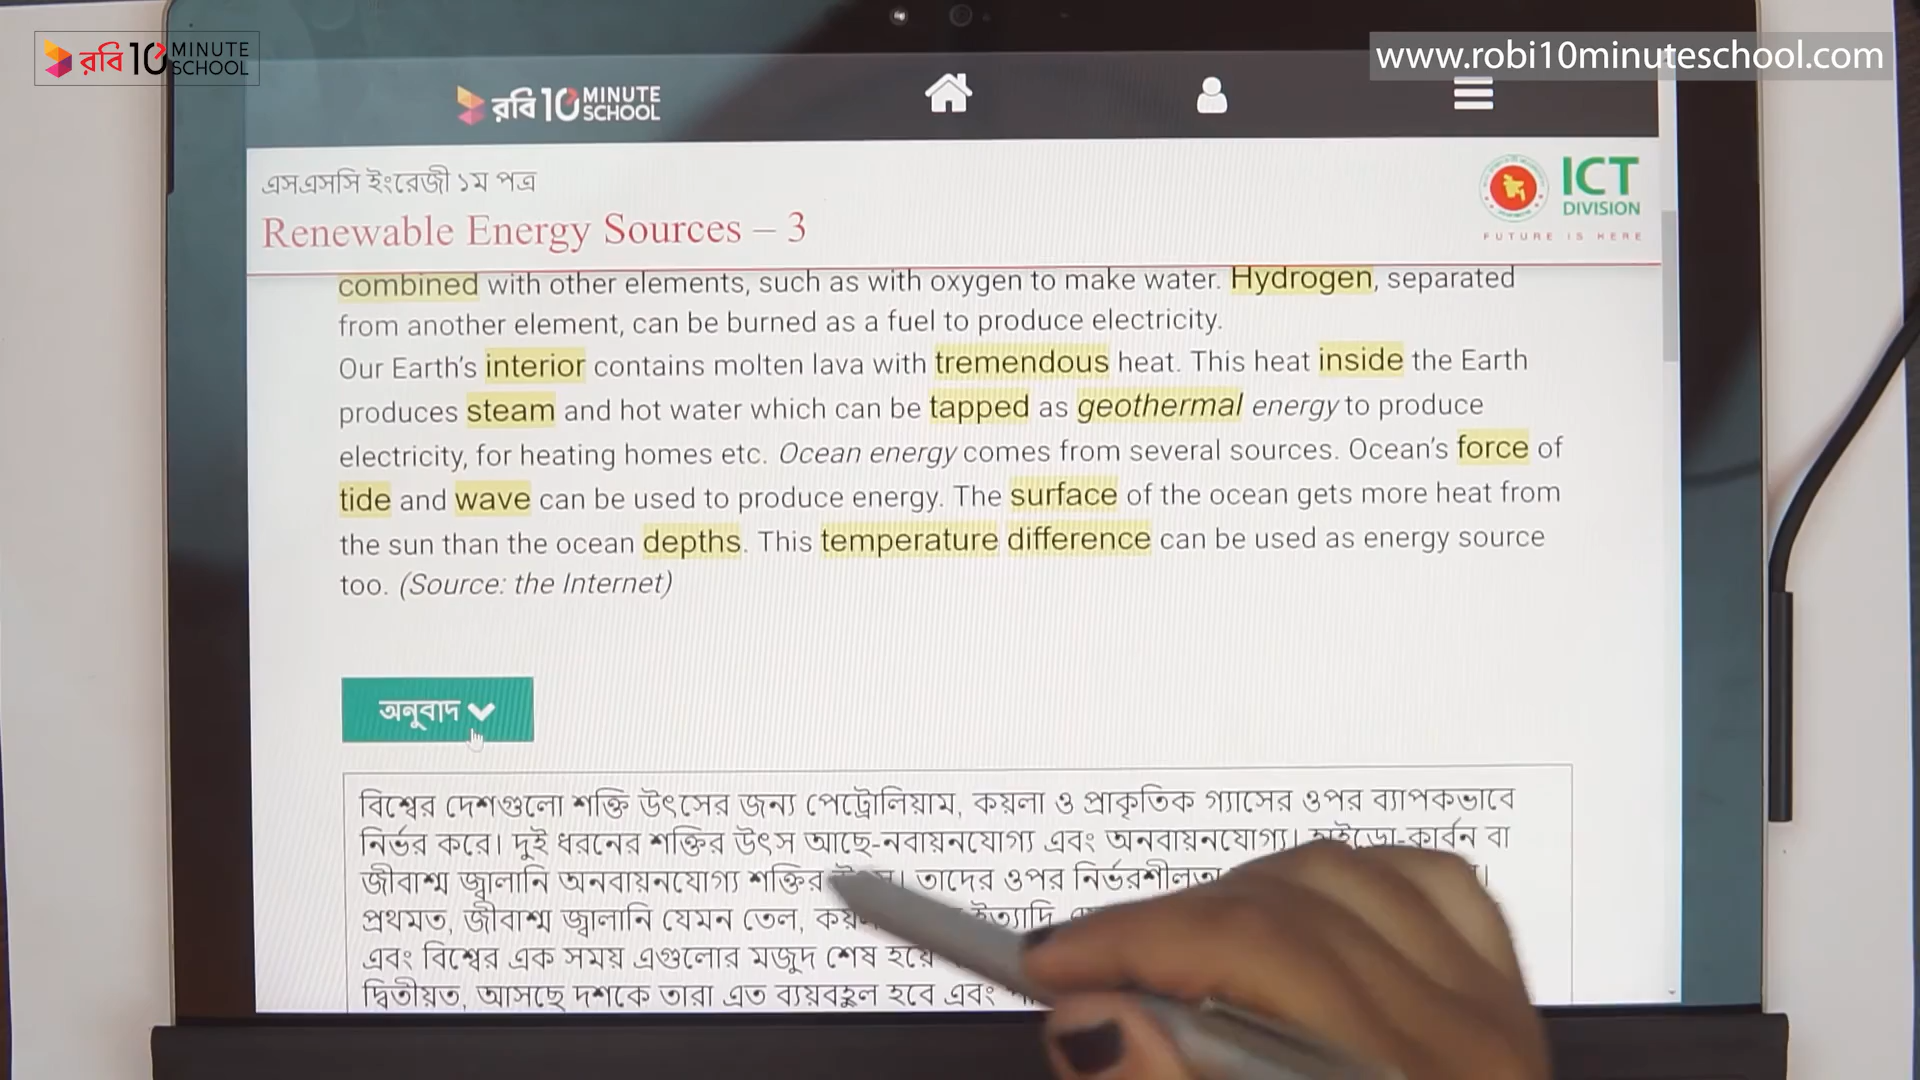 রবি 10 MINUTE SCHOOL
www.robi10minuteschool.com
রবি 10 MINUTE SCHOOL
এসএসসি ইংরেজী ১ম পত্র
Renewable Energy Sources – 3
ICT
DIVISION
FUTURE IS HERE
combined with other elements, such as with oxygen to make water. Hydrogen, separated
from another element, can be burned as a fuel to produce electricity.
Our Earth's interior contains molten lava with tremendous heat. This heat inside the Earth
produces steam and hot water which can be tapped as geothermal energy to produce
electricity, for heating homes etc. Ocean energy comes from several sources. Ocean's force of
tide and wave can be used to produce energy. The surface of the ocean gets more heat from
the sun than the ocean depths. This temperature difference can be used as energy source
too. (Source: the Internet)
অনুবাদ
বিশ্বের দেশগুলো শক্তি উৎসের জন্য পেট্রোলিয়াম, কয়লা ও প্রাকৃতিক গ্যাসের ওপর ব্যাপকভাবে
নির্ভর করে। দুই ধরনের শক্তির উৎস আছে-নবায়নযোগ্য এবং অনবায়নযোগ্য। হাইড্রো-কার্বন বা
জীবাশ্ম জ্বালানি অনবায়নযোগ্য শক্তির তাদের ওপর নির্ভরশীলতা
প্রথমত, জীবাশ্ম জ্বালানি যেমন তেল, ইত্যাদি
এবং বিশ্বের এক সময় এগুলোর মজুদ শেষ হয়ে
দ্বিতীয়ত, আসছে দশকে তারা এত ব্যয়বহুল হবে এবং